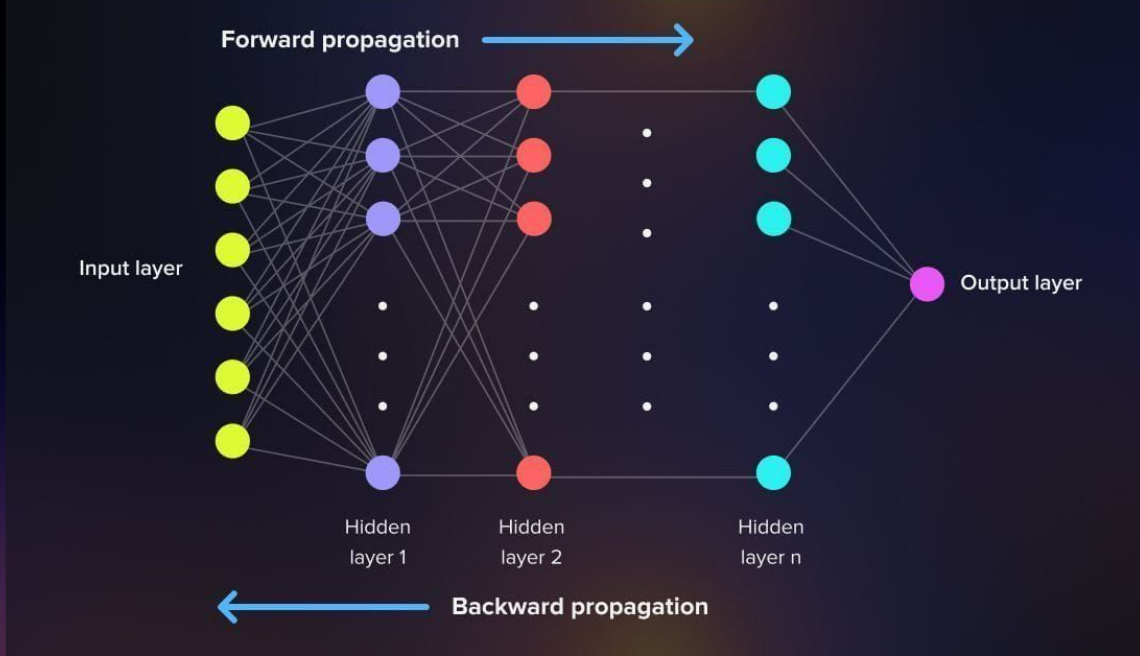 Forward propagation
Input layer
Output layer
Hidden
layer 1
Hidden
layer 2
Hidden
layer n
Backward propagation